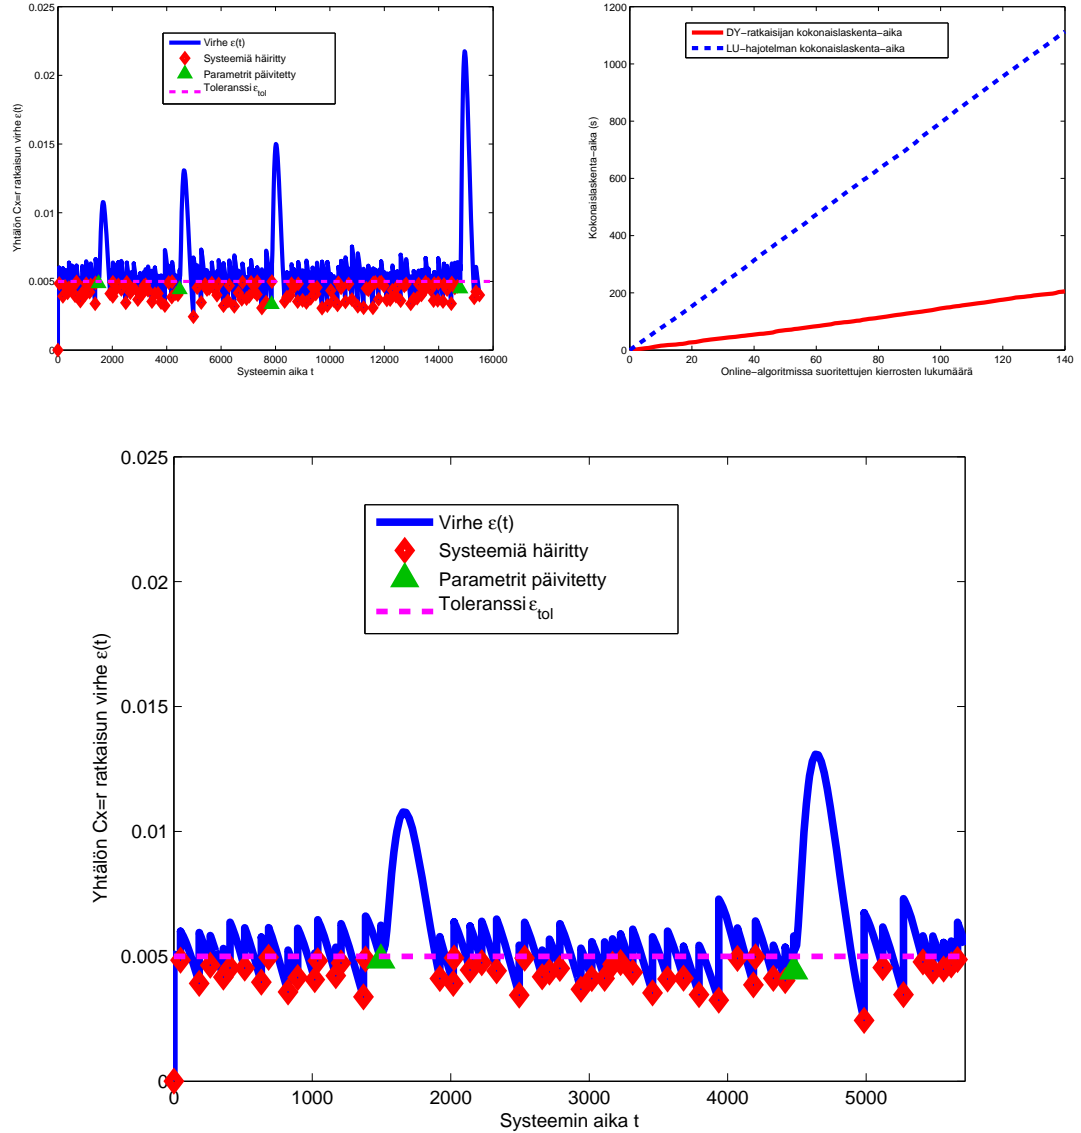 0.025
0.02
0.015
0.01
0.005
0
0
2000
4000
6000
8000
10000
12000
14000
16000
Systeemin aika t
Yhtälön Cx=r ratkaisun virhe ε(t)
Virhe ε(t)
Systeemiä häiritty
Parametrit päivitetty
Toleranssi ε_tol
1200
1000
800
600
400
200
0
0
20
40
60
80
100
120
140
Online−algoritmissa suoritettujen kierrosten lukumäärä
Kokonaislaskenta−aika (s)
DY−ratkaisijan kokonaislaskenta−aika
LU−hajotelman kokonaislaskenta−aika
0.025
0.02
0.015
0.01
0.005
0
0
1000
2000
3000
4000
5000
Systeemin aika t
Yhtälön Cx=r ratkaisun virhe ε(t)
Virhe ε(t)
Systeemiä häiritty
Parametrit päivitetty
Toleranssi ε_tol